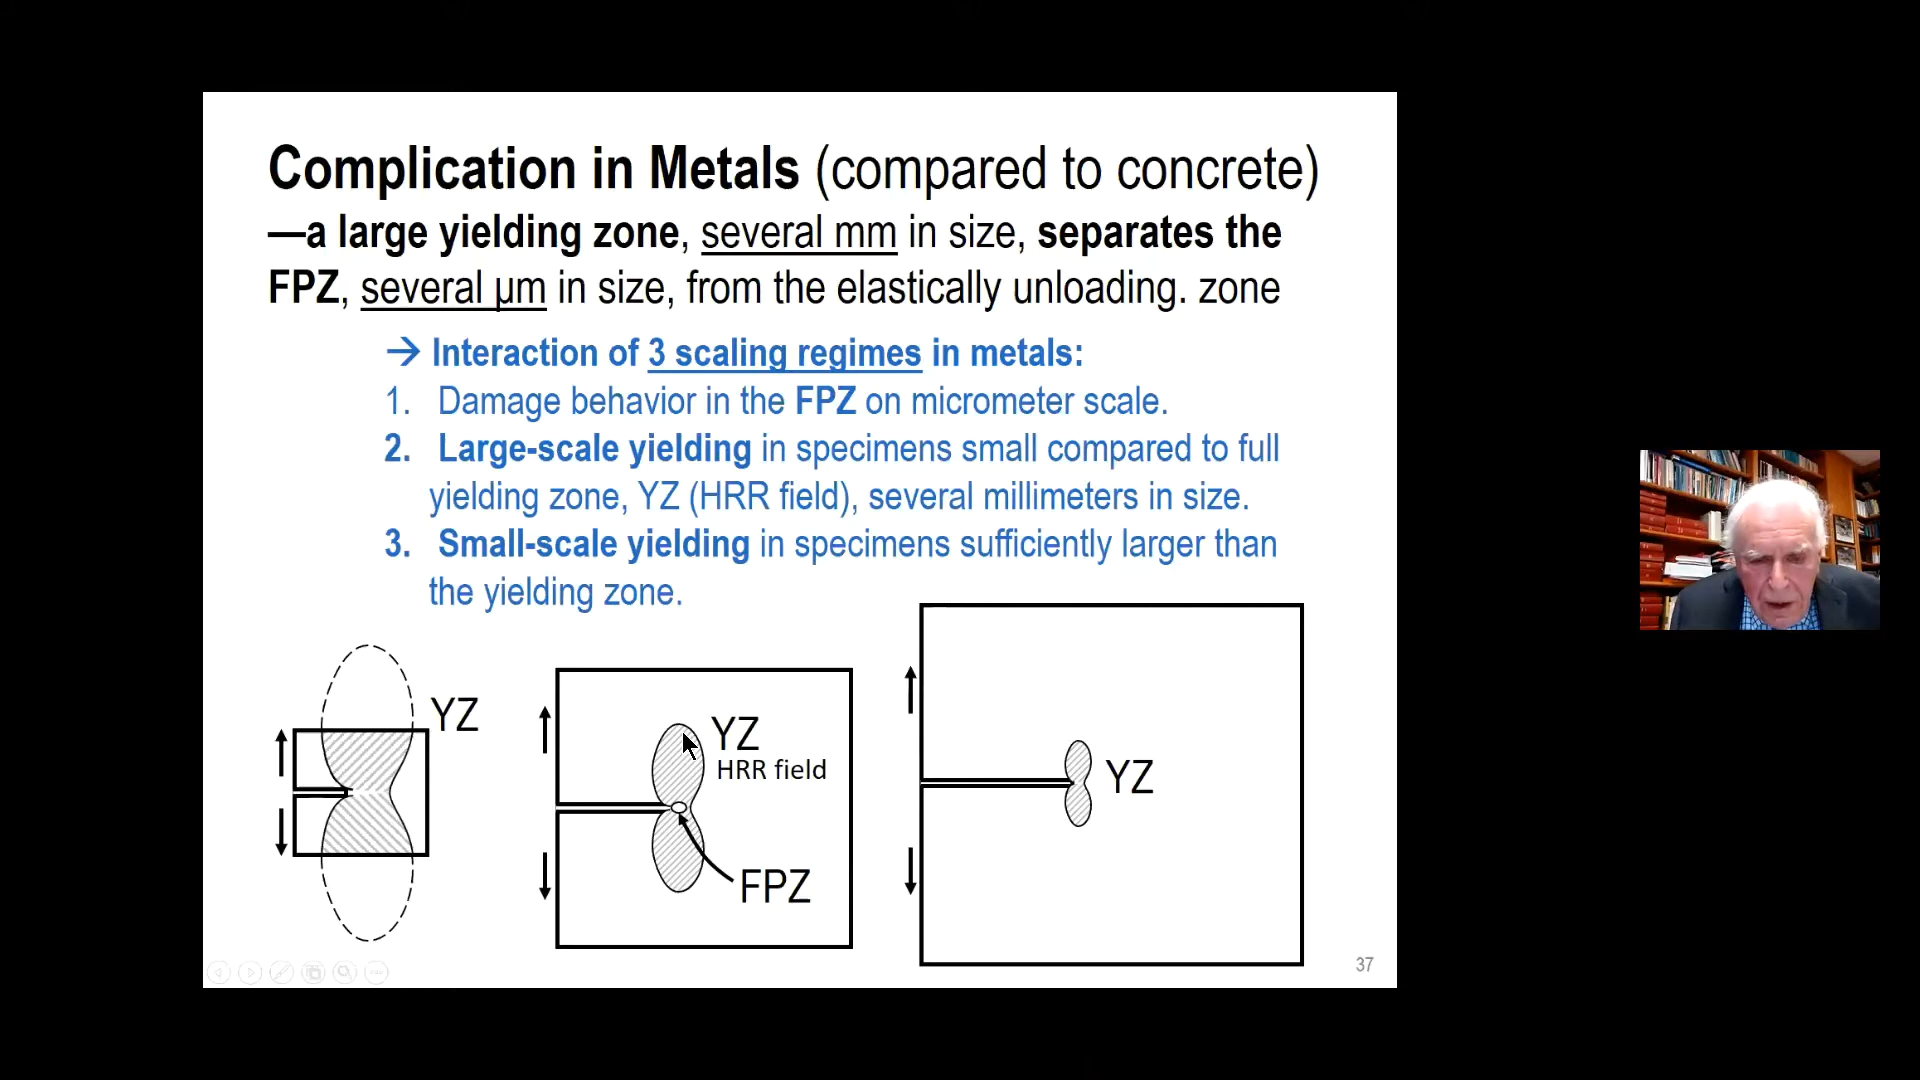 Complication in Metals (compared to concrete)
—a large yielding zone, several mm in size, separates the
FPZ, several µm in size, from the elastically unloading. zone
→ Interaction of 3 scaling regimes in metals:
1. Damage behavior in the FPZ on micrometer scale.
2. Large-scale yielding in specimens small compared to full
yielding zone, YZ (HRR field), several millimeters in size.
3. Small-scale yielding in specimens sufficiently larger than
the yielding zone.
YZ
YZ
HRR field
FPZ
YZ
37